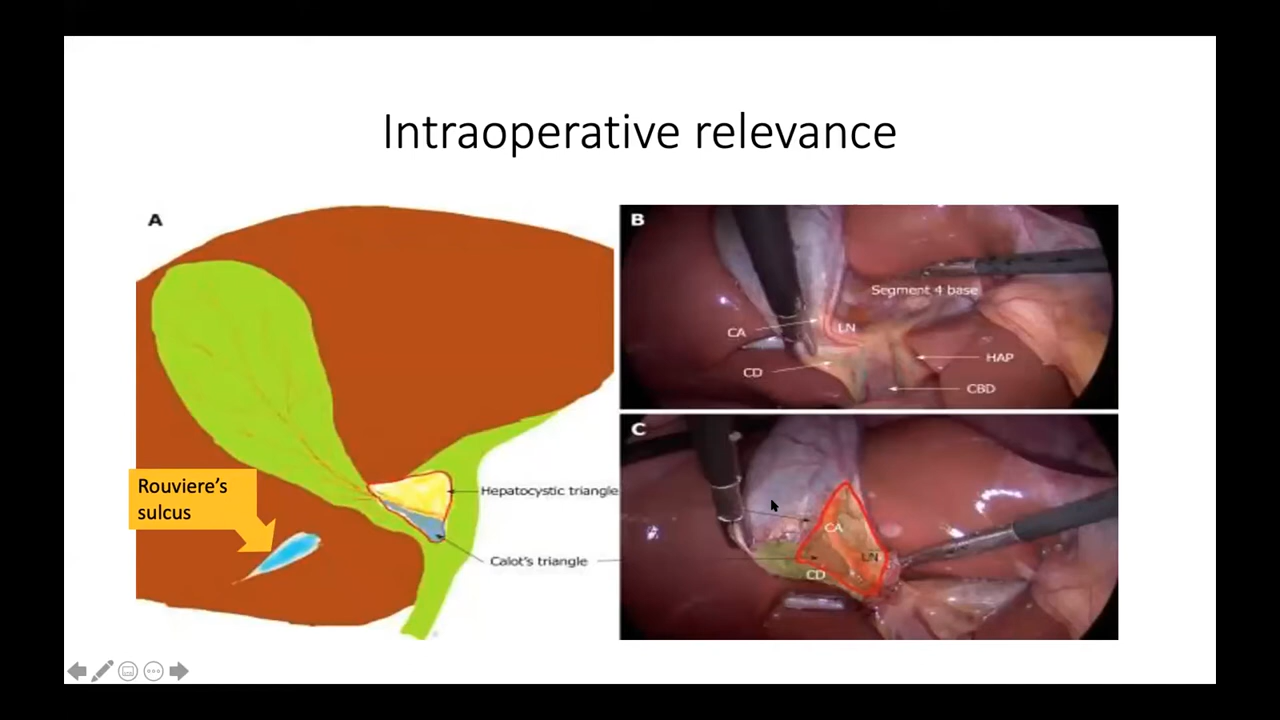 Intraoperative relevance
A
Rouviere’s
sulcus
Hepatocystic triangle
Calot's triangle
B
Segment 4 base
CA
LN
HAP
CD
CBD
C
CA
LN
CD